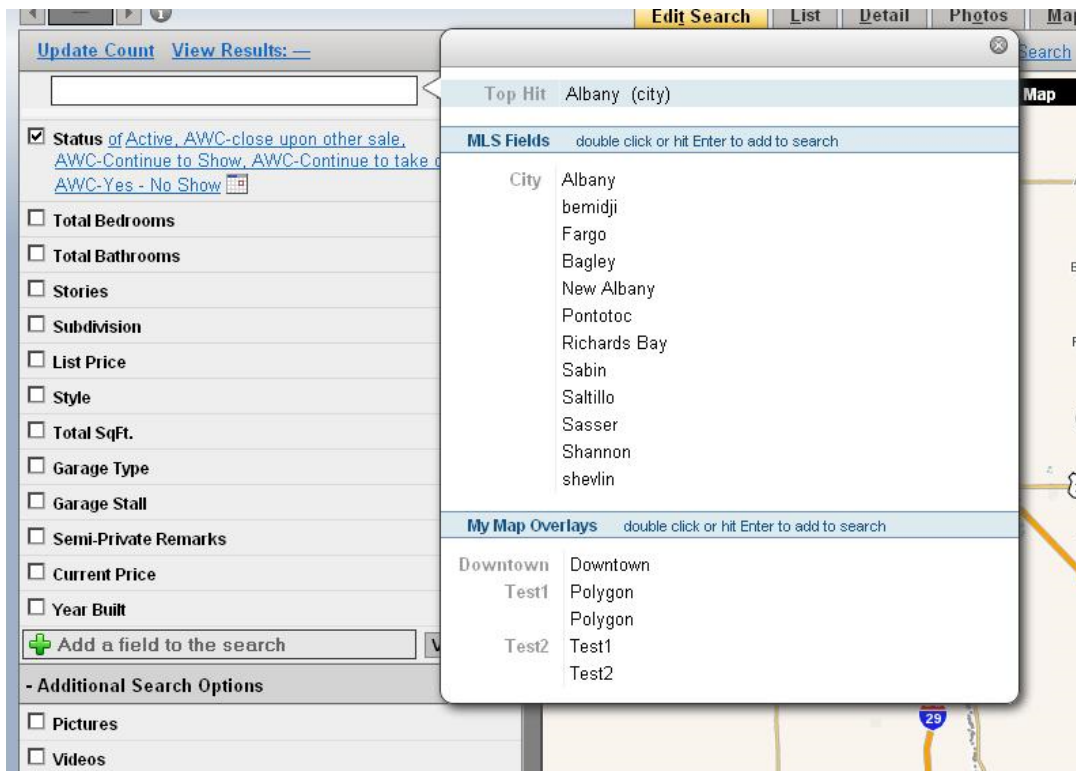 Edit Search List Detail Photos Map
Update Count View Results: —
Search
Map
Top Hit Albany (city)
MLS Fields double click or hit Enter to add to search
City Albany
bemidji
Fargo
Bagley
New Albany
Pontotoc
Richards Bay
Sabin
Saltillo
Sasser
Shannon
shevlin
My Map Overlays double click or hit Enter to add to search
Downtown Downtown
Test1 Polygon
Polygon
Test2 Test1
Test2
Status of Active, AWC-close upon other sale,
AWC-Continue to Show, AWC-Continue to take
AWC-Yes - No Show
Total Bedrooms
Total Bathrooms
Stories
Subdivision
List Price
Style
Total SqFt.
Garage Type
Garage Stall
Semi-Private Remarks
Current Price
Year Built
Add a field to the search
- Additional Search Options
Pictures
Videos
29